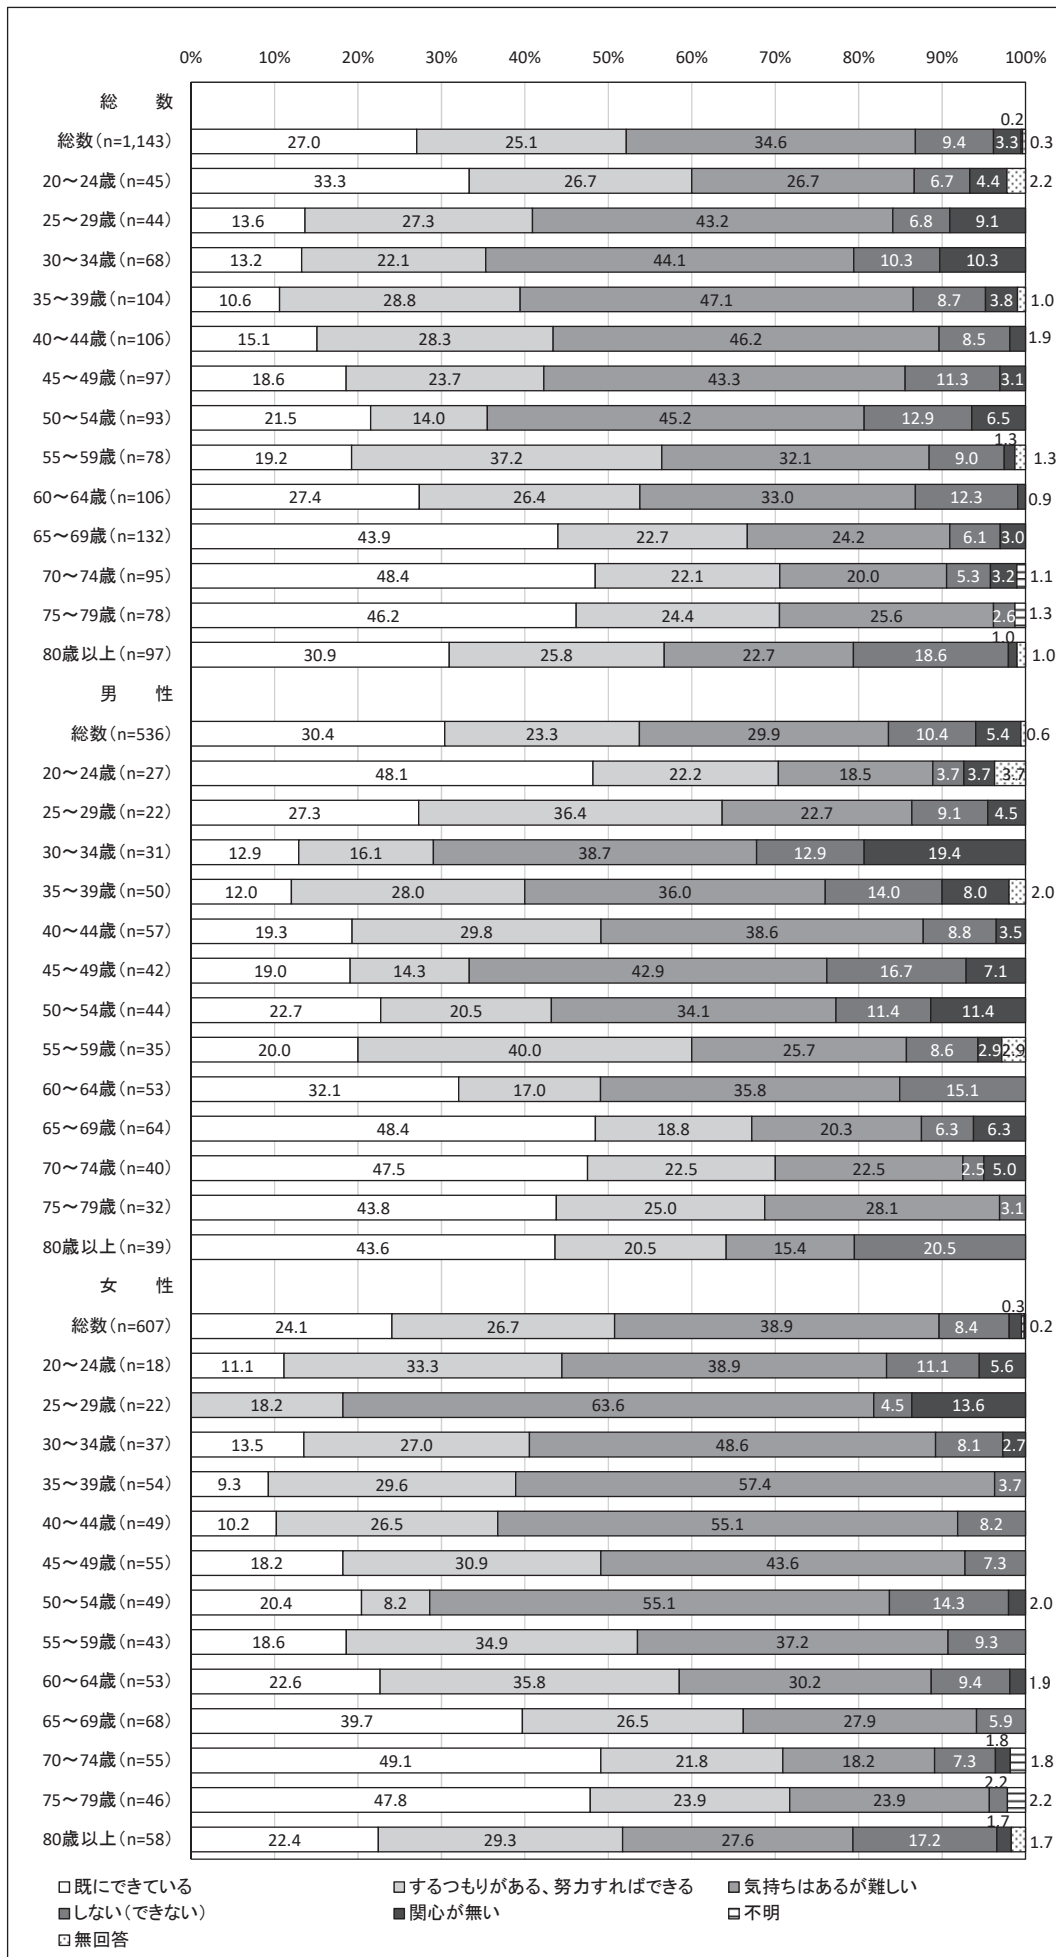 0% 10% 20% 30% 40% 50% 60% 70% 80% 90% 100%
総 数
0.2
総数(n=1,143) 27.0 25.1 34.6 9.4 3.3 0.3
20～24歳(n=45) 33.3 26.7 26.7 6.7 4.4 2.2
25～29歳(n=44) 13.6 27.3 43.2 6.8 9.1
30～34歳(n=68) 13.2 22.1 44.1 10.3 10.3
35～39歳(n=104) 10.6 28.8 47.1 8.7 3.8 1.0
40～44歳(n=106) 15.1 28.3 46.2 8.5 1.9
45～49歳(n=97) 18.6 23.7 43.3 11.3 3.1
50～54歳(n=93) 21.5 14.0 45.2 12.9 6.5
1.3
55～59歳(n=78) 19.2 37.2 32.1 9.0 1.3
60～64歳(n=106) 27.4 26.4 33.0 12.3 0.9
65～69歳(n=132) 43.9 22.7 24.2 6.1 3.0
70～74歳(n=95) 48.4 22.1 20.0 5.3 3.2 1.1
75～79歳(n=78) 46.2 24.4 25.6 2.6 1.3
1.0
80歳以上(n=97) 30.9 25.8 22.7 18.6 1.0
男 性
総数(n=536) 30.4 23.3 29.9 10.4 5.4 0.6
20～24歳(n=27) 48.1 22.2 18.5 3.7 3.7 3.7
25～29歳(n=22) 27.3 36.4 22.7 9.1 4.5
30～34歳(n=31) 12.9 16.1 38.7 12.9 19.4
35～39歳(n=50) 12.0 28.0 36.0 14.0 8.0 2.0
40～44歳(n=57) 19.3 29.8 38.6 8.8 3.5
45～49歳(n=42) 19.0 14.3 42.9 16.7 7.1
50～54歳(n=44) 22.7 20.5 34.1 11.4 11.4
55～59歳(n=35) 20.0 40.0 25.7 8.6 2.9 2.9
60～64歳(n=53) 32.1 17.0 35.8 15.1
65～69歳(n=64) 48.4 18.8 20.3 6.3 6.3
70～74歳(n=40) 47.5 22.5 22.5 2.5 5.0
75～79歳(n=32) 43.8 25.0 28.1 3.1
80歳以上(n=39) 43.6 20.5 15.4 20.5
女 性
0.3
総数(n=607) 24.1 26.7 38.9 8.4 0.2
20～24歳(n=18) 11.1 33.3 38.9 11.1 5.6
25～29歳(n=22) 18.2 63.6 4.5 13.6
30～34歳(n=37) 13.5 27.0 48.6 8.1 2.7
35～39歳(n=54) 9.3 29.6 57.4 3.7
40～44歳(n=49) 10.2 26.5 55.1 8.2
45～49歳(n=55) 18.2 30.9 43.6 7.3
50～54歳(n=49) 20.4 8.2 55.1 14.3 2.0
55～59歳(n=43) 18.6 34.9 37.2 9.3
60～64歳(n=53) 22.6 35.8 30.2 9.4 1.9
65～69歳(n=68) 39.7 26.5 27.9 5.9
1.8
70～74歳(n=55) 49.1 21.8 18.2 7.3 1.8
2.2
75～79歳(n=46) 47.8 23.9 23.9 2.2
1.7
80歳以上(n=58) 22.4 29.3 27.6 17.2 1.7
既にできている するつもりがある、努力すればできる 気持ちはあるが難しい
しない(できない) 関心が無い 不明
無回答